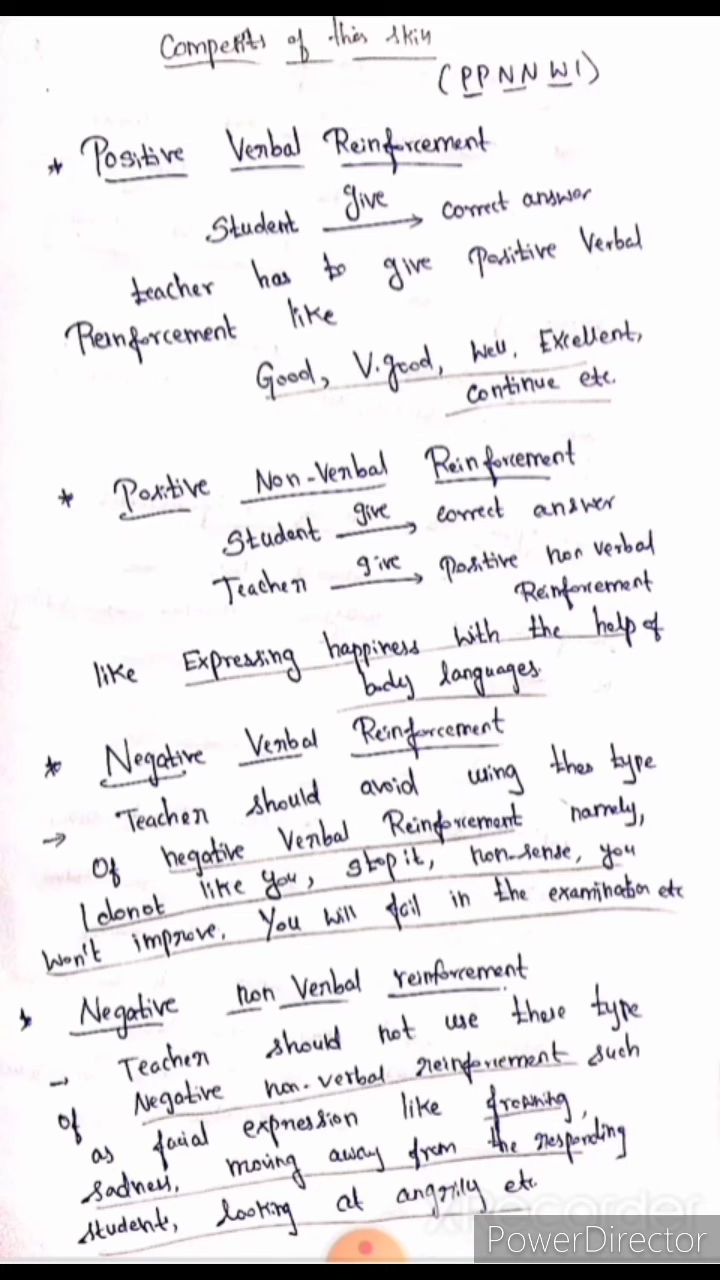 Components of this skill
(PPNNWI)
* Positive Verbal Reinforcement
Student give → correct answer
teacher has to give Positive Verbal
Reinforcement like
Good, V.good, Well, Excellent,
continue etc.
* Positive Non-Verbal Reinforcement
Student give → correct answer
Teacher give → positive non verbal
Reinforcement
like Expressing happiness with the help of
body languages.
* Negative Verbal Reinforcement
→ Teacher should avoid using these type
Of negative Verbal Reinforcement namely,
I donot like you, stop it, non-sense, you
won't improve. You will fail in the examination etc
* Negative non Verbal reinforcement
→ Teacher should not use these type
of Negative non-verbal reinforcement such
as facial expression like frowning,
sadness, moving away from the responding
student, looking at angrily etc.
XRecorder
PowerDirector